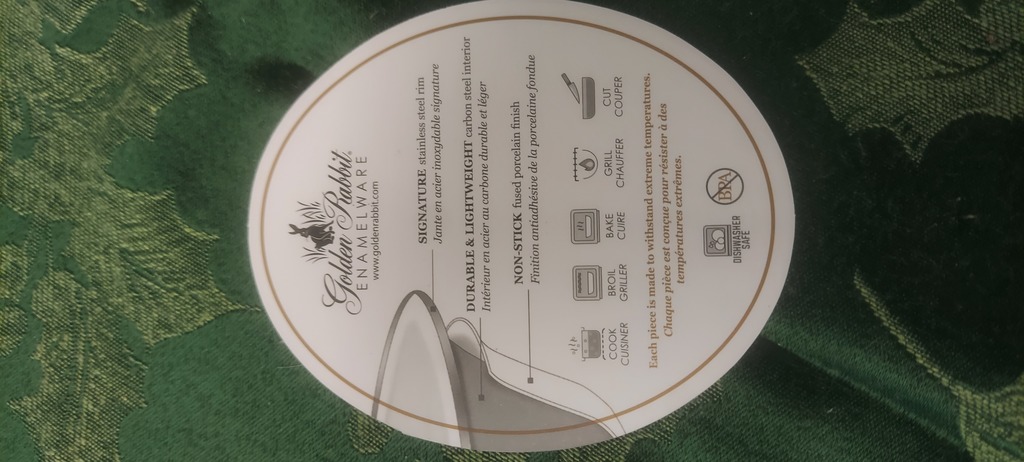 Golden Rabbit®
ENAMELWARE
www.goldenrabbit.com
SIGNATURE stainless steel rim
Jante en acier inoxydable signature
DURABLE & LIGHTWEIGHT carbon steel interior
Intérieur en acier au carbone durable et léger
NON-STICK fused porcelain finish
Finition antiadhésive de la porcelaine fondue
COOK
CUISINER
BROIL
GRILLER
BAKE
CUIRE
GRILL
CHAUFFER
CUT
COUPER
Each piece is made to withstand extreme temperatures.
Chaque pièce est conçue pour résister à des
températures extrêmes.
DISHWASHER
SAFE
BPA